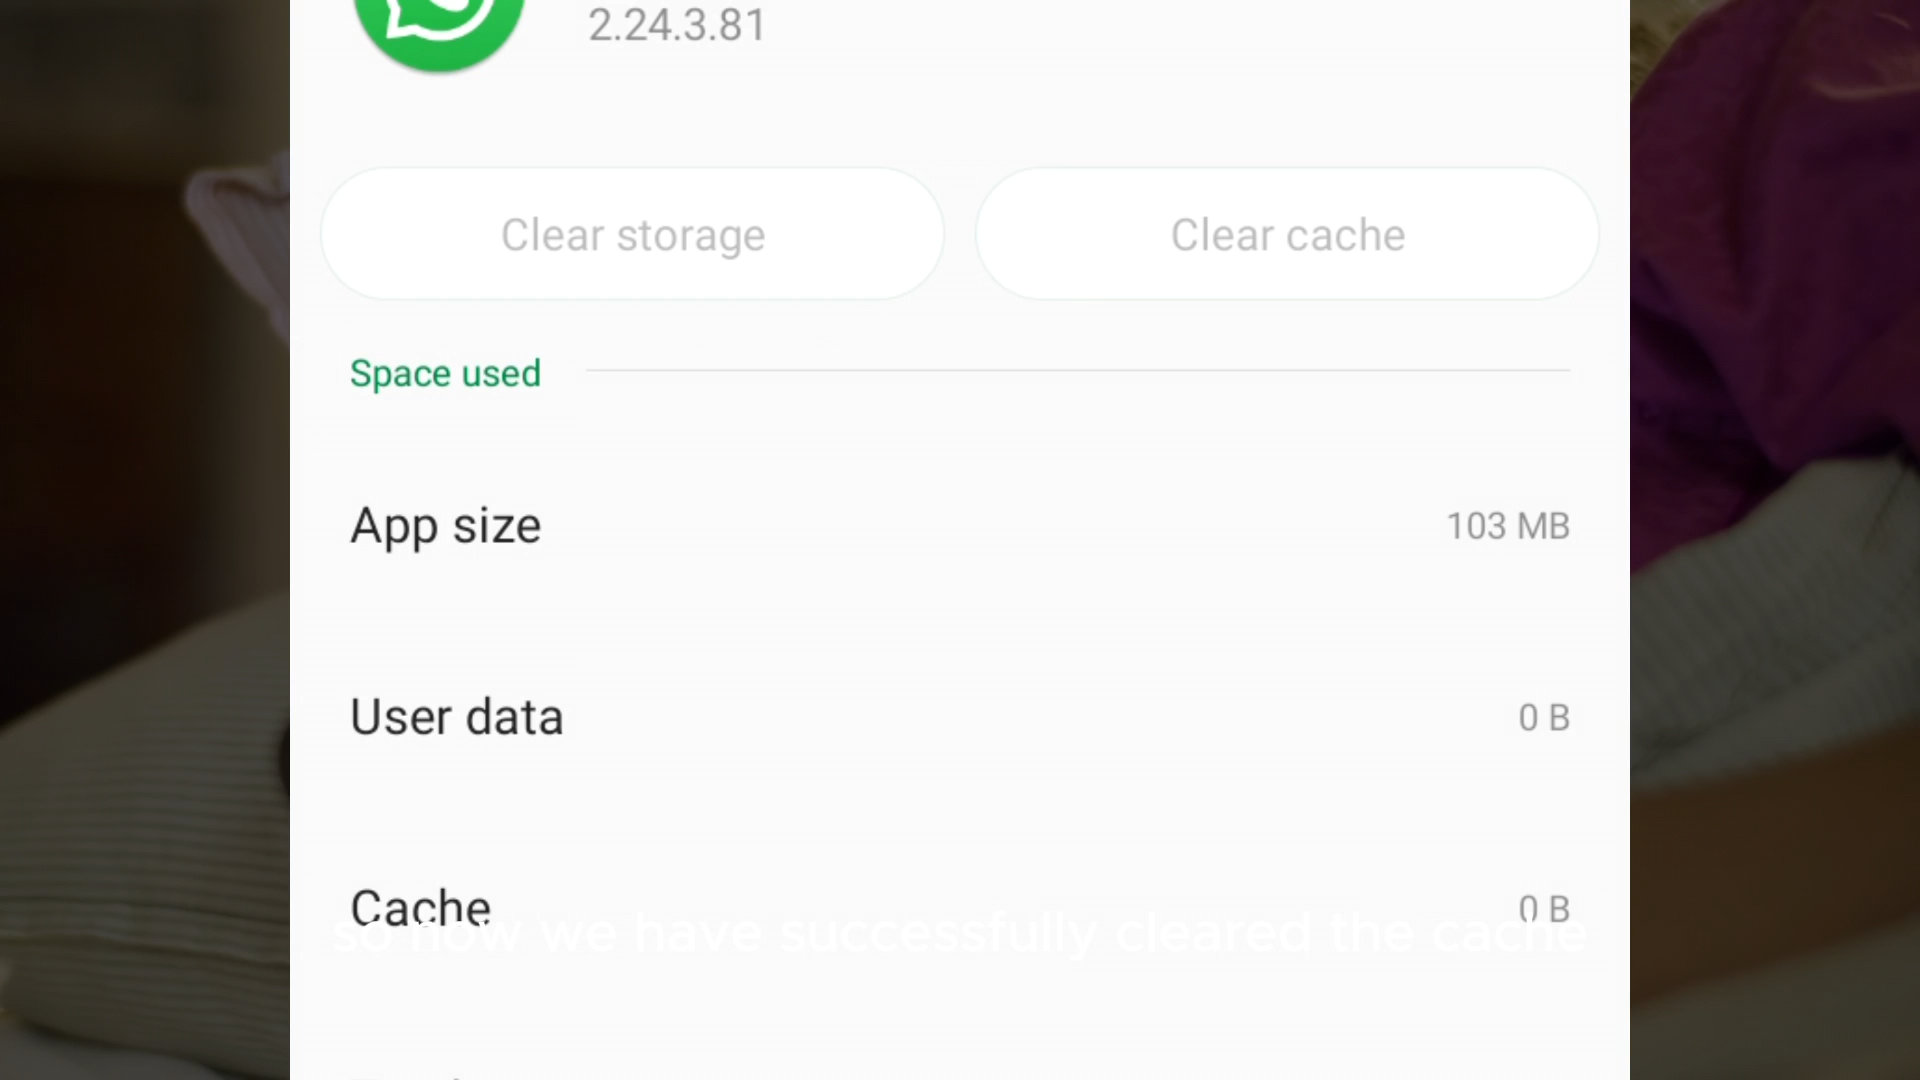 2.24.3.81
Clear storage
Clear cache
Space used
App size
103 MB
User data
0 B
Cache
0 B
so now we have successfully cleared the cache